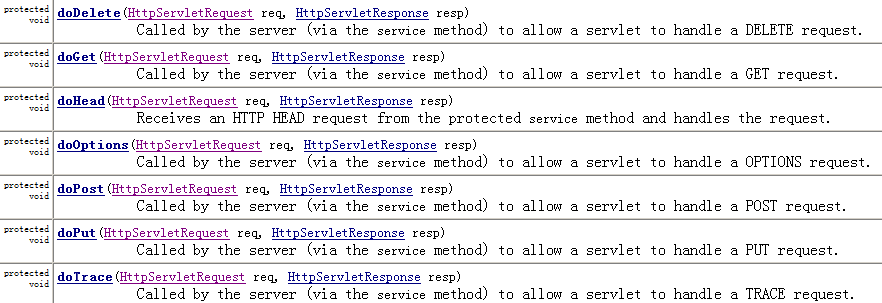 protected void doDelete(HttpServletRequest req, HttpServletResponse resp)
Called by the server (via the service method) to allow a servlet to handle a DELETE request.
protected void doGet(HttpServletRequest req, HttpServletResponse resp)
Called by the server (via the service method) to allow a servlet to handle a GET request.
protected void doHead(HttpServletRequest req, HttpServletResponse resp)
Receives an HTTP HEAD request from the protected service method and handles the request.
protected void doOptions(HttpServletRequest req, HttpServletResponse resp)
Called by the server (via the service method) to allow a servlet to handle a OPTIONS request.
protected void doPost(HttpServletRequest req, HttpServletResponse resp)
Called by the server (via the service method) to allow a servlet to handle a POST request.
protected void doPut(HttpServletRequest req, HttpServletResponse resp)
Called by the server (via the service method) to allow a servlet to handle a PUT request.
protected void doTrace(HttpServletRequest req, HttpServletResponse resp)
Called by the server (via the service method) to allow a servlet to handle a TRACE request.